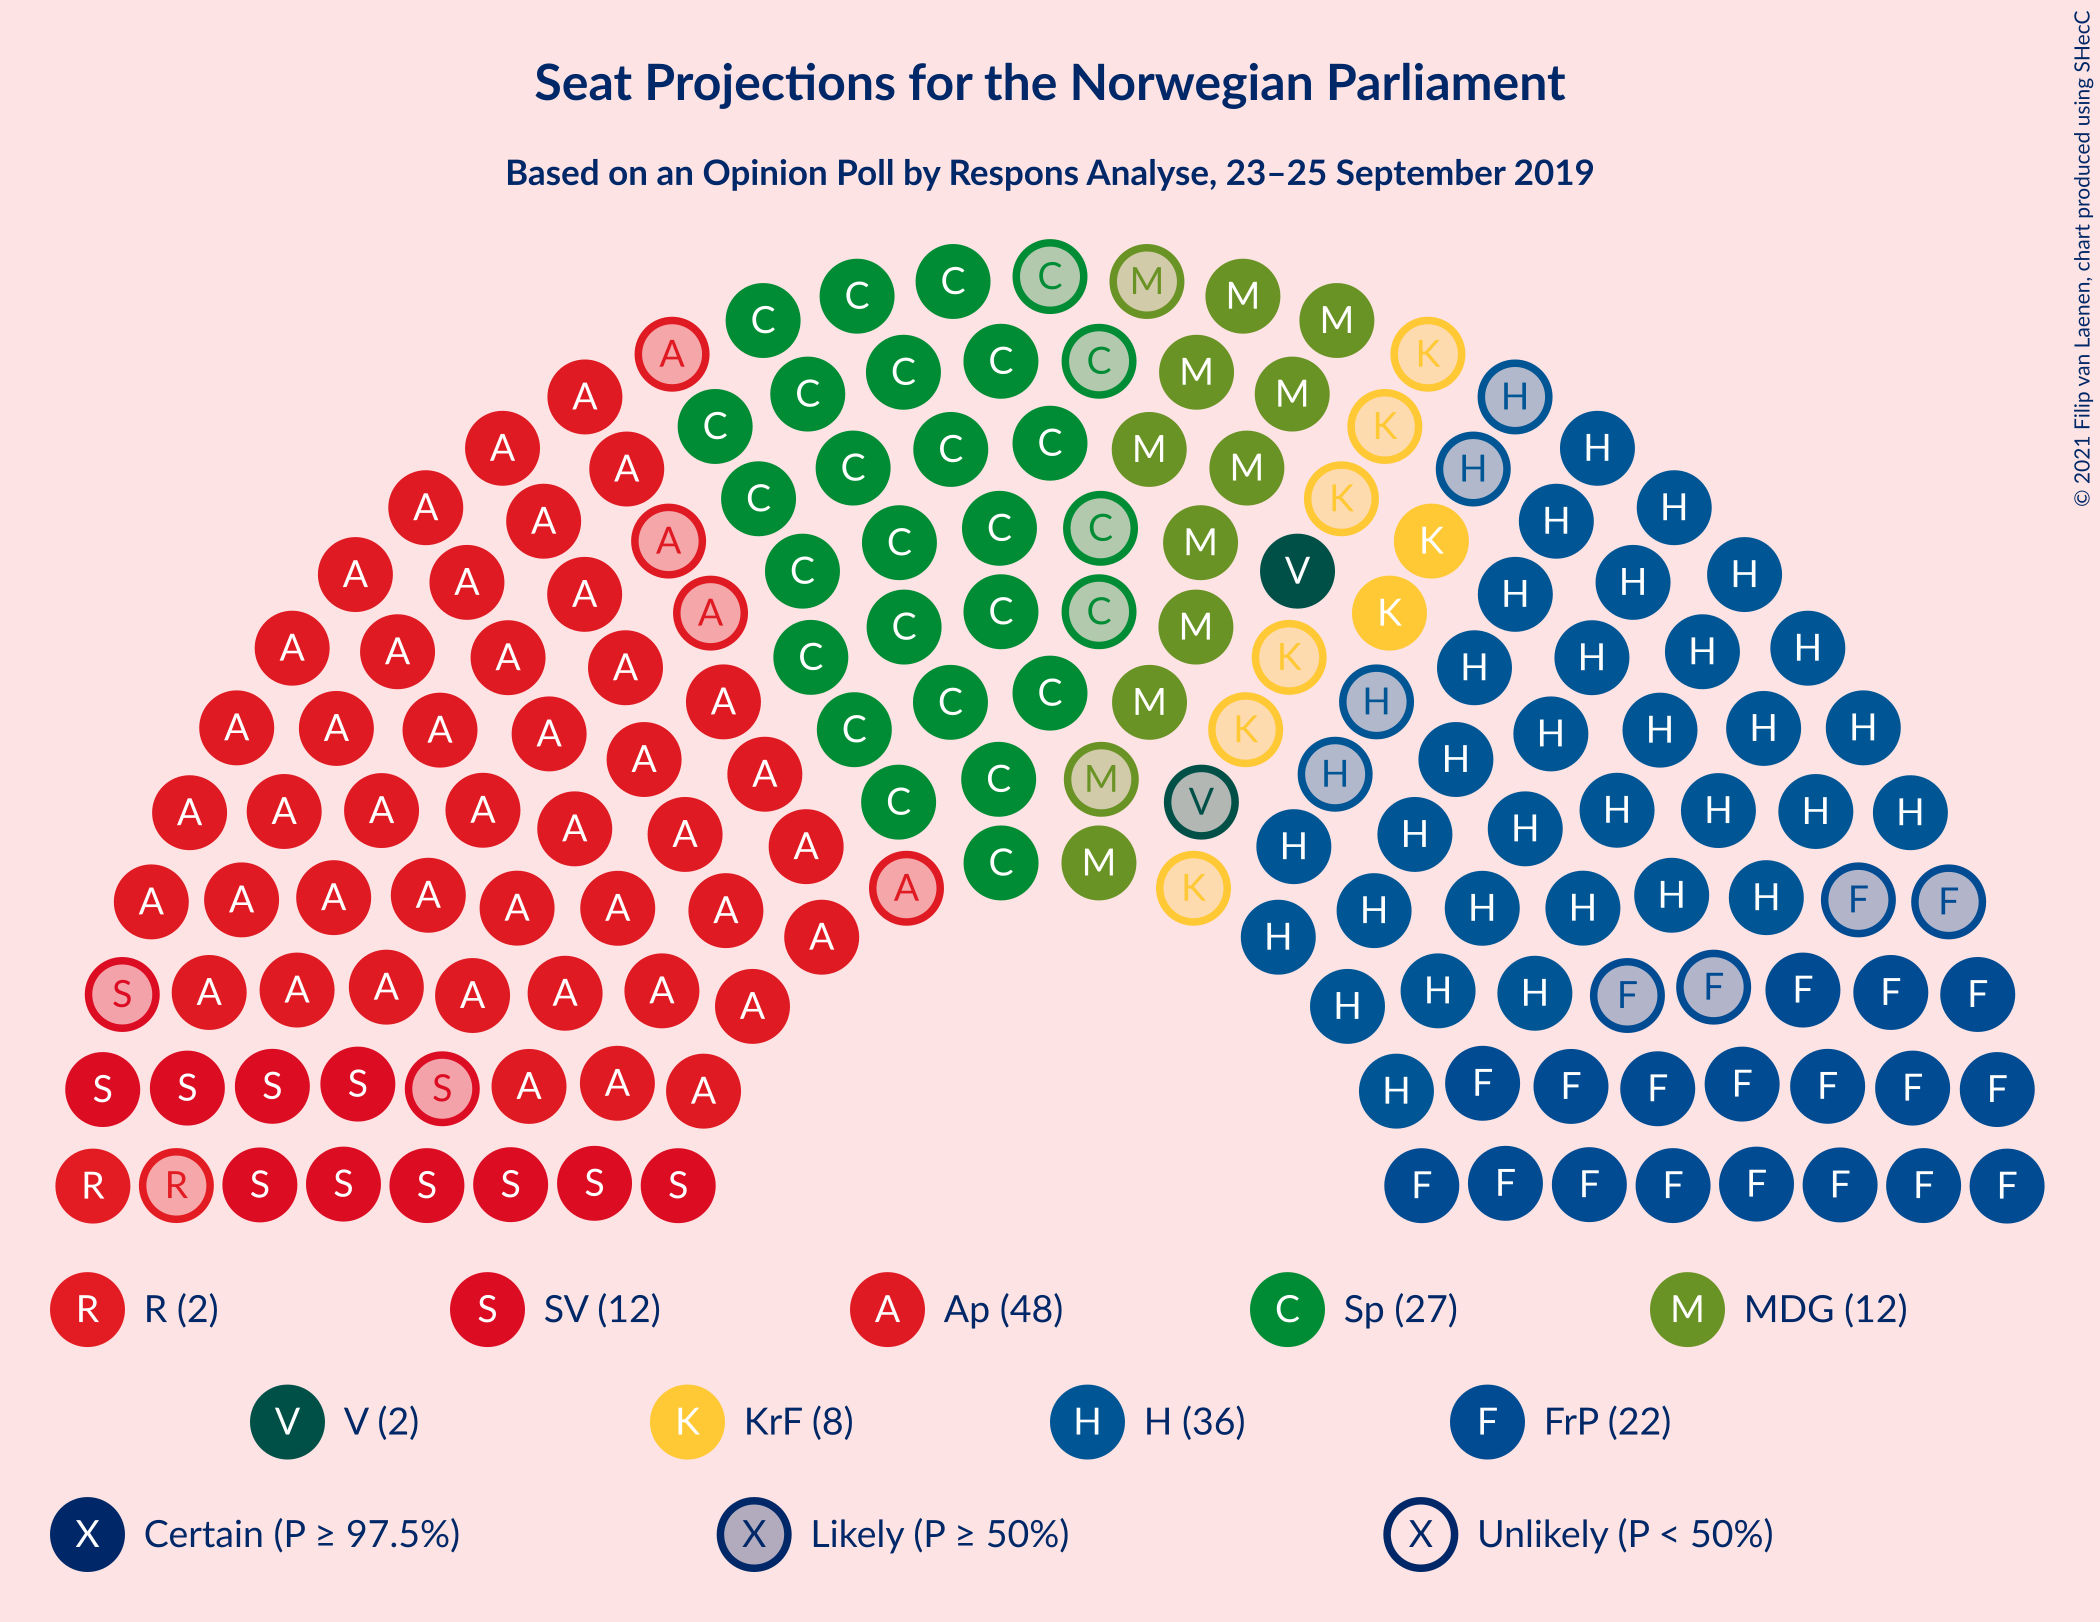 Seat Projections for the Norwegian Parliament
Based on an Opinion Poll by Respons Analyse, 23–25 September 2019
© 2021 Filip van Laenen, chart produced using SHecC
C C C C M M M
A C C C C M M K
A C C C C M M K H
A A C C C C M V K K H H
A A A C C C C M K K H H H
A A A A C C C M K H H H H
A A A A A C C M V H H H H H
A A A A A A C M K H H H H H H
A A A A A A A H H H H H H H
A A A A A A A H H H H H F F
S A A A A A A A H H H F F F F F
S S S S S A A A H F F F F F F F
R R S S S S S S F F F F F F F F
R R (2) S SV (12) A Ap (48) C Sp (27) M MDG (12)
V V (2) K KrF (8) H H (36) F FrP (22)
X Certain (P ≥ 97.5%) X Likely (P ≥ 50%) X Unlikely (P < 50%)